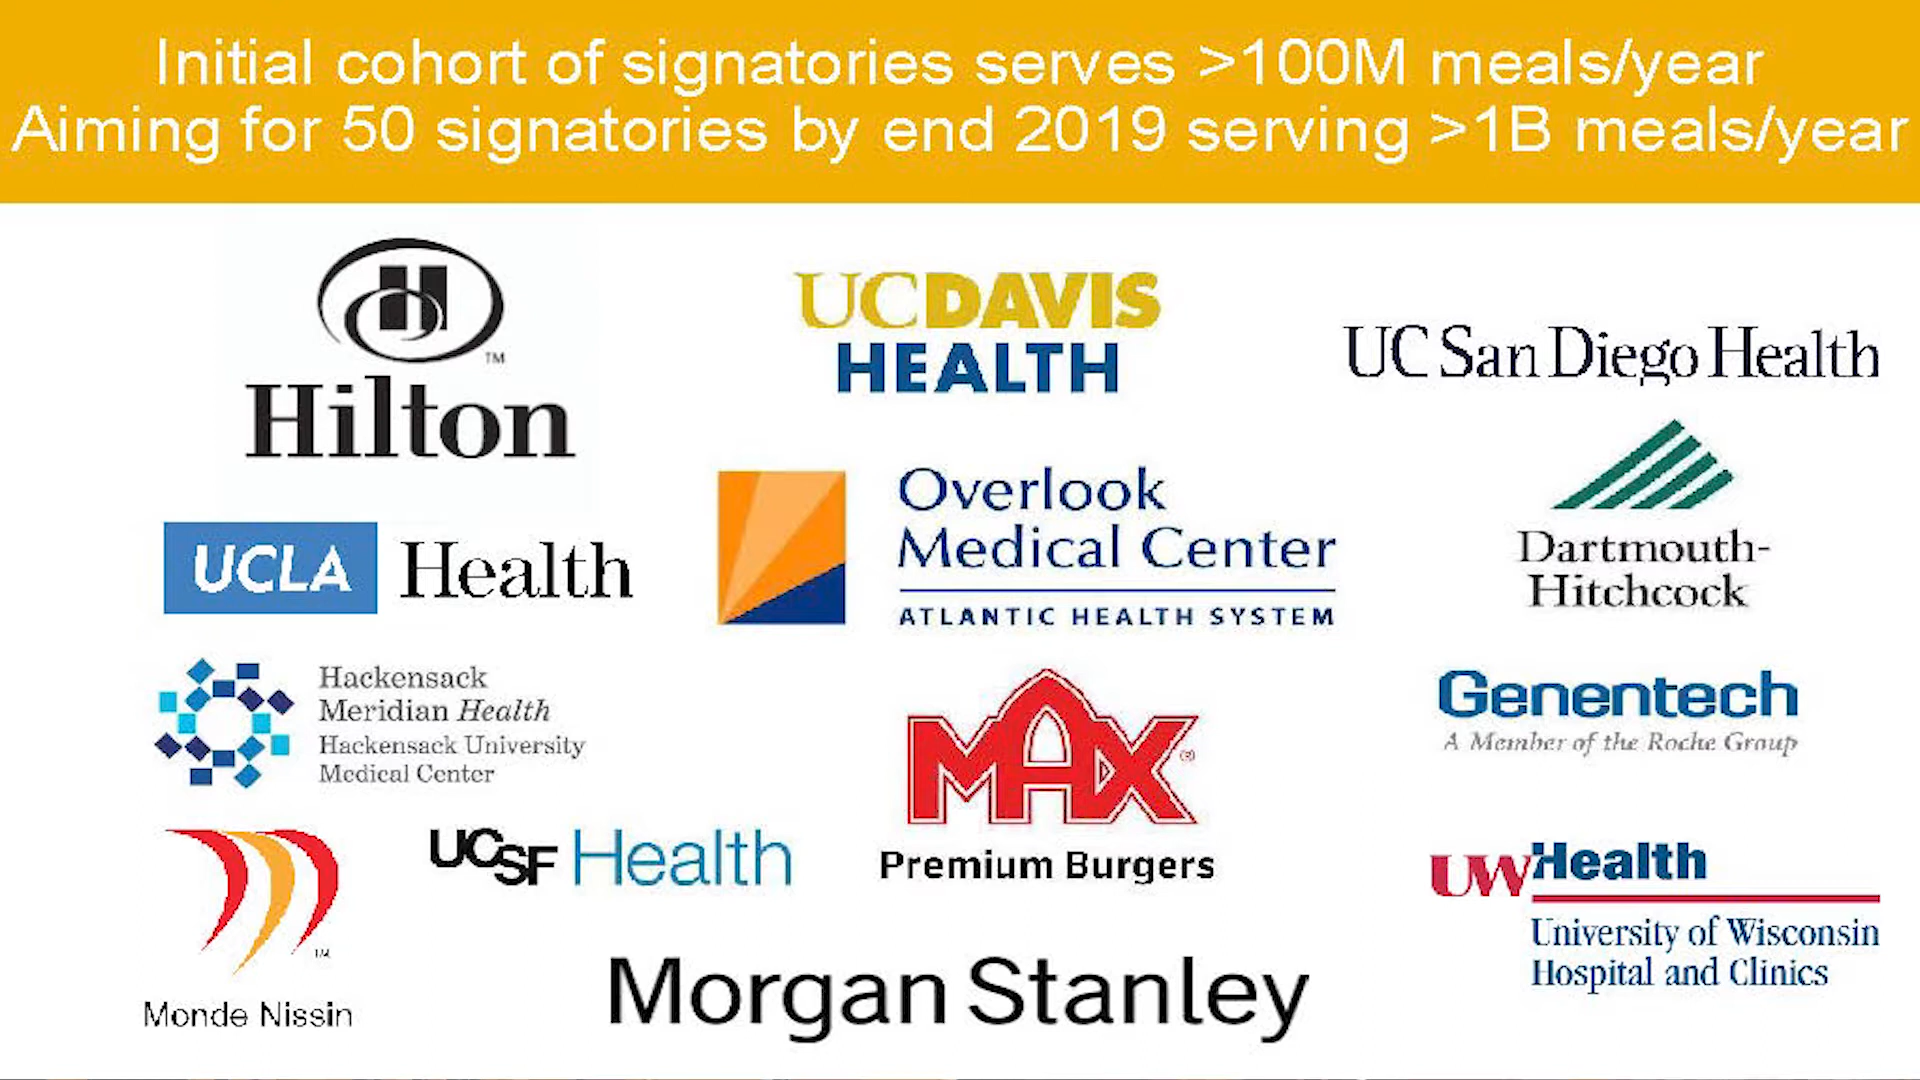 Initial cohort of signatories serves >100M meals/year
Aiming for 50 signatories by end 2019 serving >1B meals/year
H
TM
Hilton
UCDAVIS
HEALTH
UC San Diego Health
UCLA Health
Overlook
Medical Center
ATLANTIC HEALTH SYSTEM
Dartmouth-
Hitchcock
Hackensack
Meridian Health
Hackensack University
Medical Center
MAX®
Premium Burgers
Genentech
A Member of the Roche Group
TM
Monde Nissin
UCSF Health
UWHealth
University of Wisconsin
Hospital and Clinics
Morgan Stanley